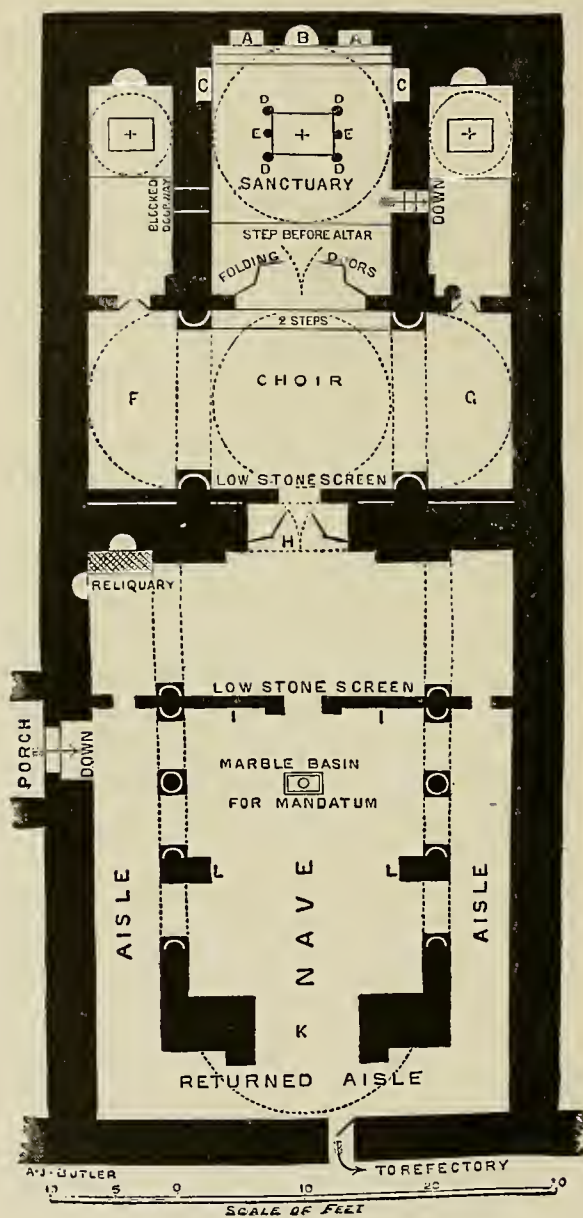 A B A
C C
D D
E E
D D
SANCTUARY
BLOCKED DOORWAY
DOWN
STEP BEFORE ALTAR
FOLDING DOORS
2 STEPS
F CHOIR G
LOW STONE SCREEN
H
RELIQUARY
LOW STONE SCREEN
I I
PORCH
DOWN
MARBLE BASIN
FOR MANDATUM
L L
AISLE
NAVE
AISLE
K
RETURNED AISLE
A·J·BUTLER
TO REFECTORY
10 5 0 10 20 30
SCALE OF FEET